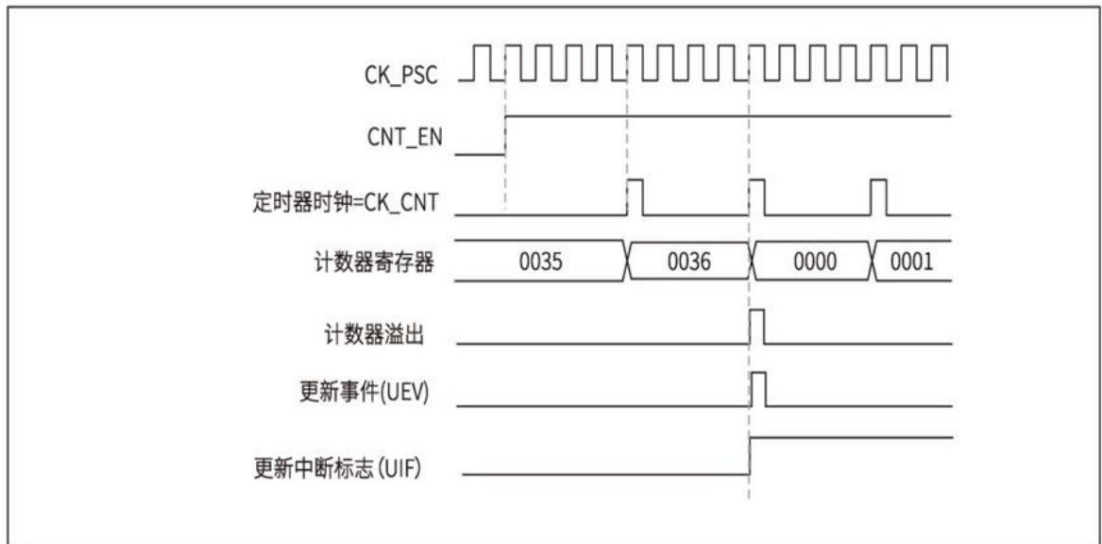 CK_PSC
CNT_EN
定时器时钟=CK_CNT
计数器寄存器 0035 0036 0000 0001
计数器溢出
更新事件(UEV)
更新中断标志(UIF)